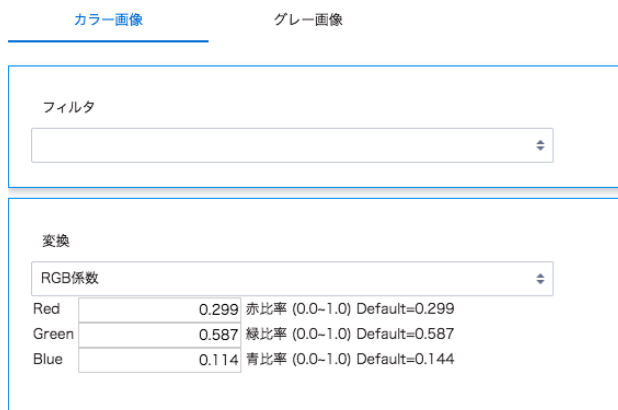 カラー画像 グレー画像
フィルタ
変換
RGB係数
Red 0.299 赤比率 (0.0~1.0) Default=0.299
Green 0.587 緑比率 (0.0~1.0) Default=0.587
Blue 0.114 青比率 (0.0~1.0) Default=0.144